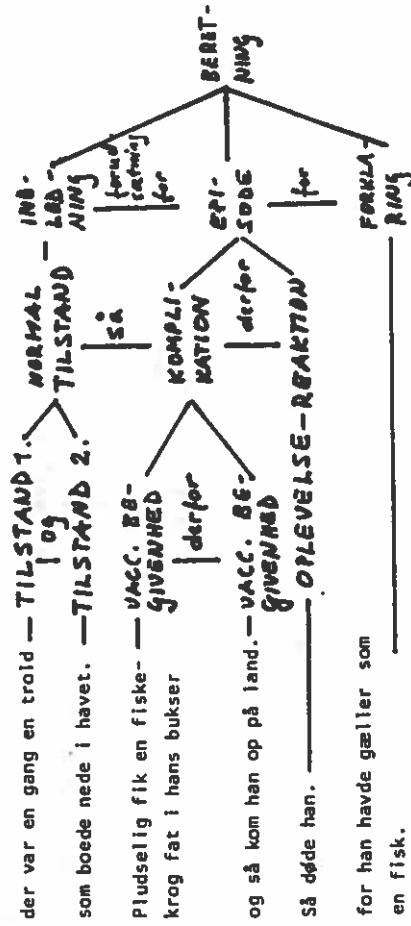 der var en gang en trold — TILSTAND 1.
og
som boede nede i havet. — TILSTAND 2.
NORMAL
TILSTAND
IND-
LED-
NING
så
forud
sætning
for
Pludselig fik en fiske- — VACC. BE-
krog fat i hans bukser GIVENHED
derfor
og så kom han op på land. — VACC. BE-
GIVENHED
KOMPLI-
KATION
derfor
EPI-
SODE
BERET-
NING
Så døde han. — OPLEVELSE — REAKTION
for
for han havde gæller som
en fisk.
FORKLA-
RING